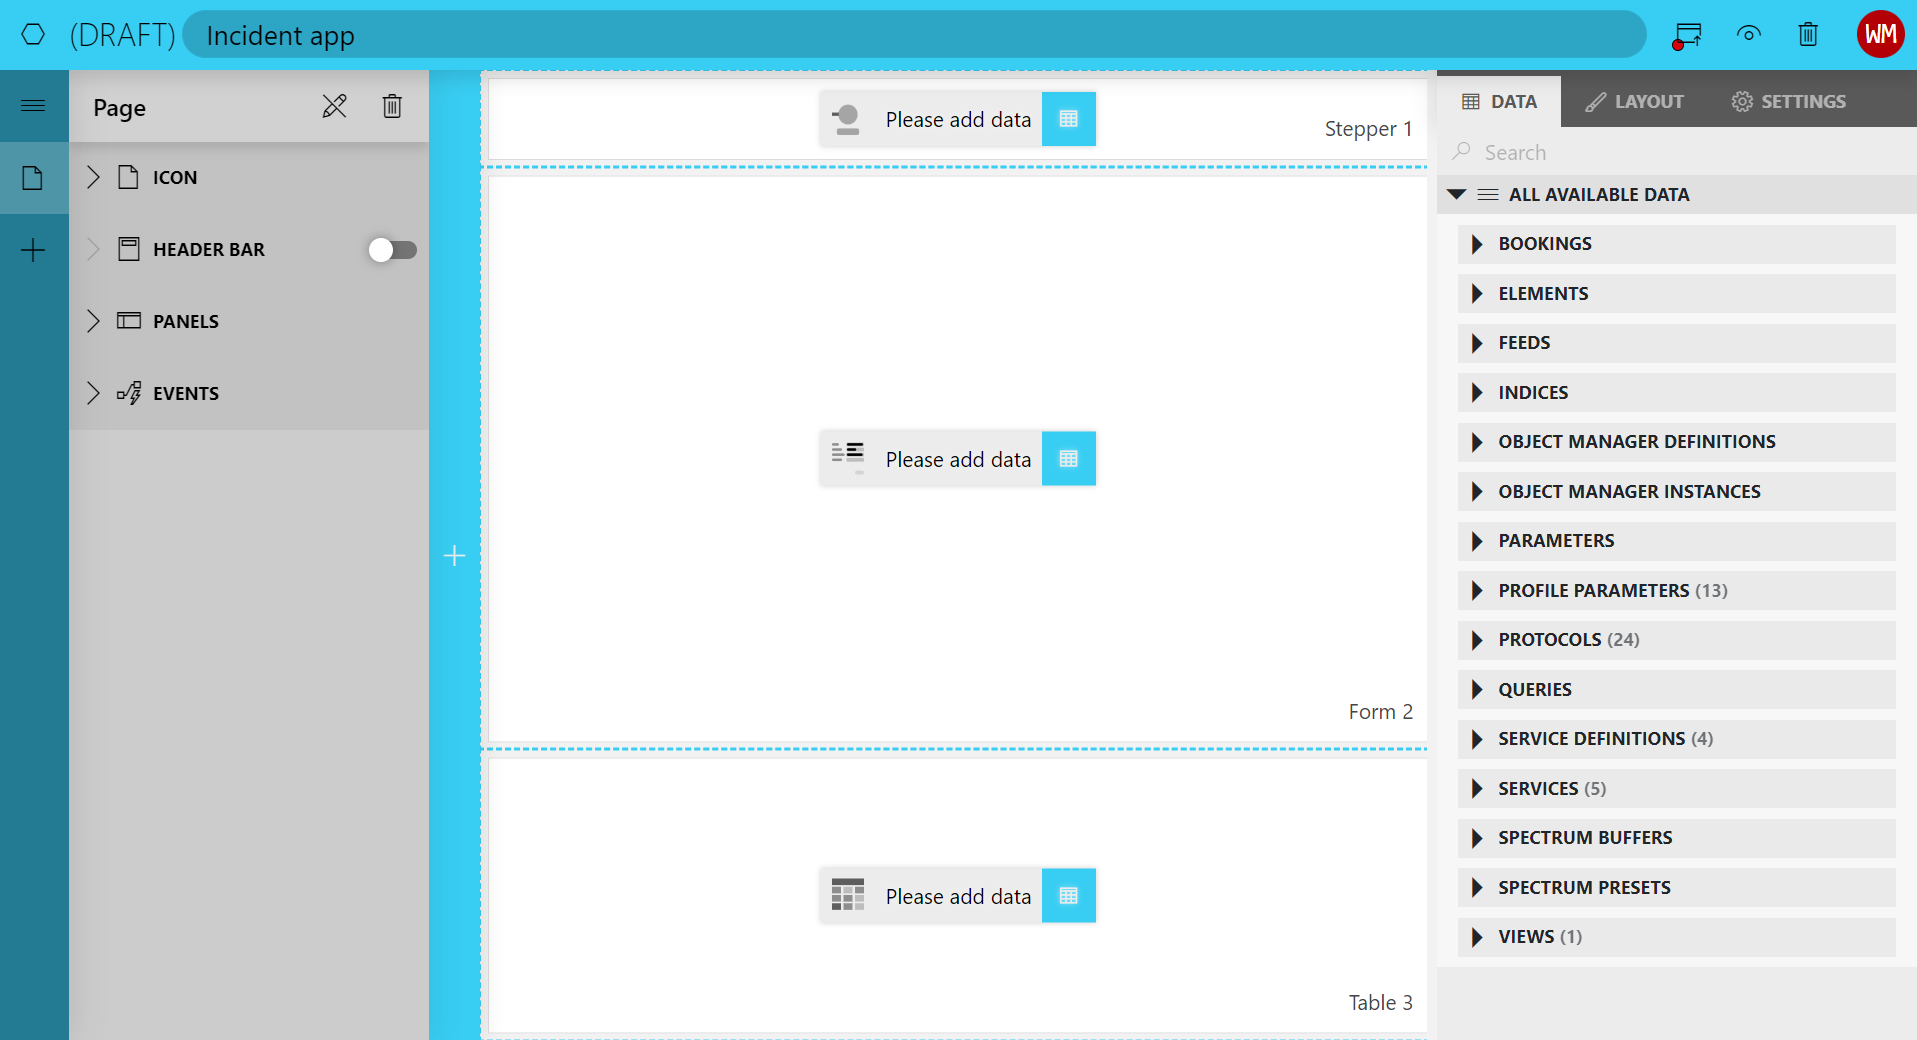 (DRAFT) Incident app
WM
Page
ICON
HEADER BAR
PANELS
EVENTS
Please add data
Stepper 1
Please add data
Form 2
Please add data
Table 3
DATA LAYOUT SETTINGS
Search
ALL AVAILABLE DATA
BOOKINGS
ELEMENTS
FEEDS
INDICES
OBJECT MANAGER DEFINITIONS
OBJECT MANAGER INSTANCES
PARAMETERS
PROFILE PARAMETERS (13)
PROTOCOLS (24)
QUERIES
SERVICE DEFINITIONS (4)
SERVICES (5)
SPECTRUM BUFFERS
SPECTRUM PRESETS
VIEWS (1)